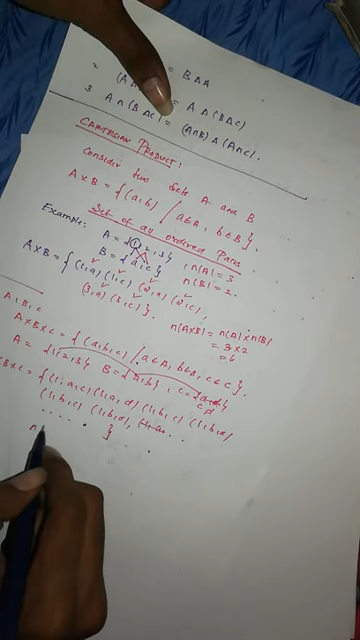 = B Δ A
2 (A = A Δ (B Δ C)
3 A ∩ (B Δ C) = (A∩B) Δ (A∩C).
CARTESIAN PRODUCT:
Consider two sets A and B
A × B = { (a, b) / a ∈ A, b ∈ B }.
Set of all ordered Pairs.
Example: A = {1, 2, 3} , n(A) = 3
B = {a, c} , n(B) = 2.
A × B = { (1, a) (1, c) (2, a) (2, c),
(3, a) (3, c) }. n(A×B) = n(A) × n(B)
= 3 × 2
= 6
A, B, C
A × B × C = { (a, b, c) / a ∈ A, b ∈ B, c ∈ C }.
A = {1, 2, 3} B = {a, b} , C =
c, d
B × C = { (1, a, c) (1, a, d) (1, b, c) (1, b, d)
(1, b, c) (1, b, d),
..... }
n